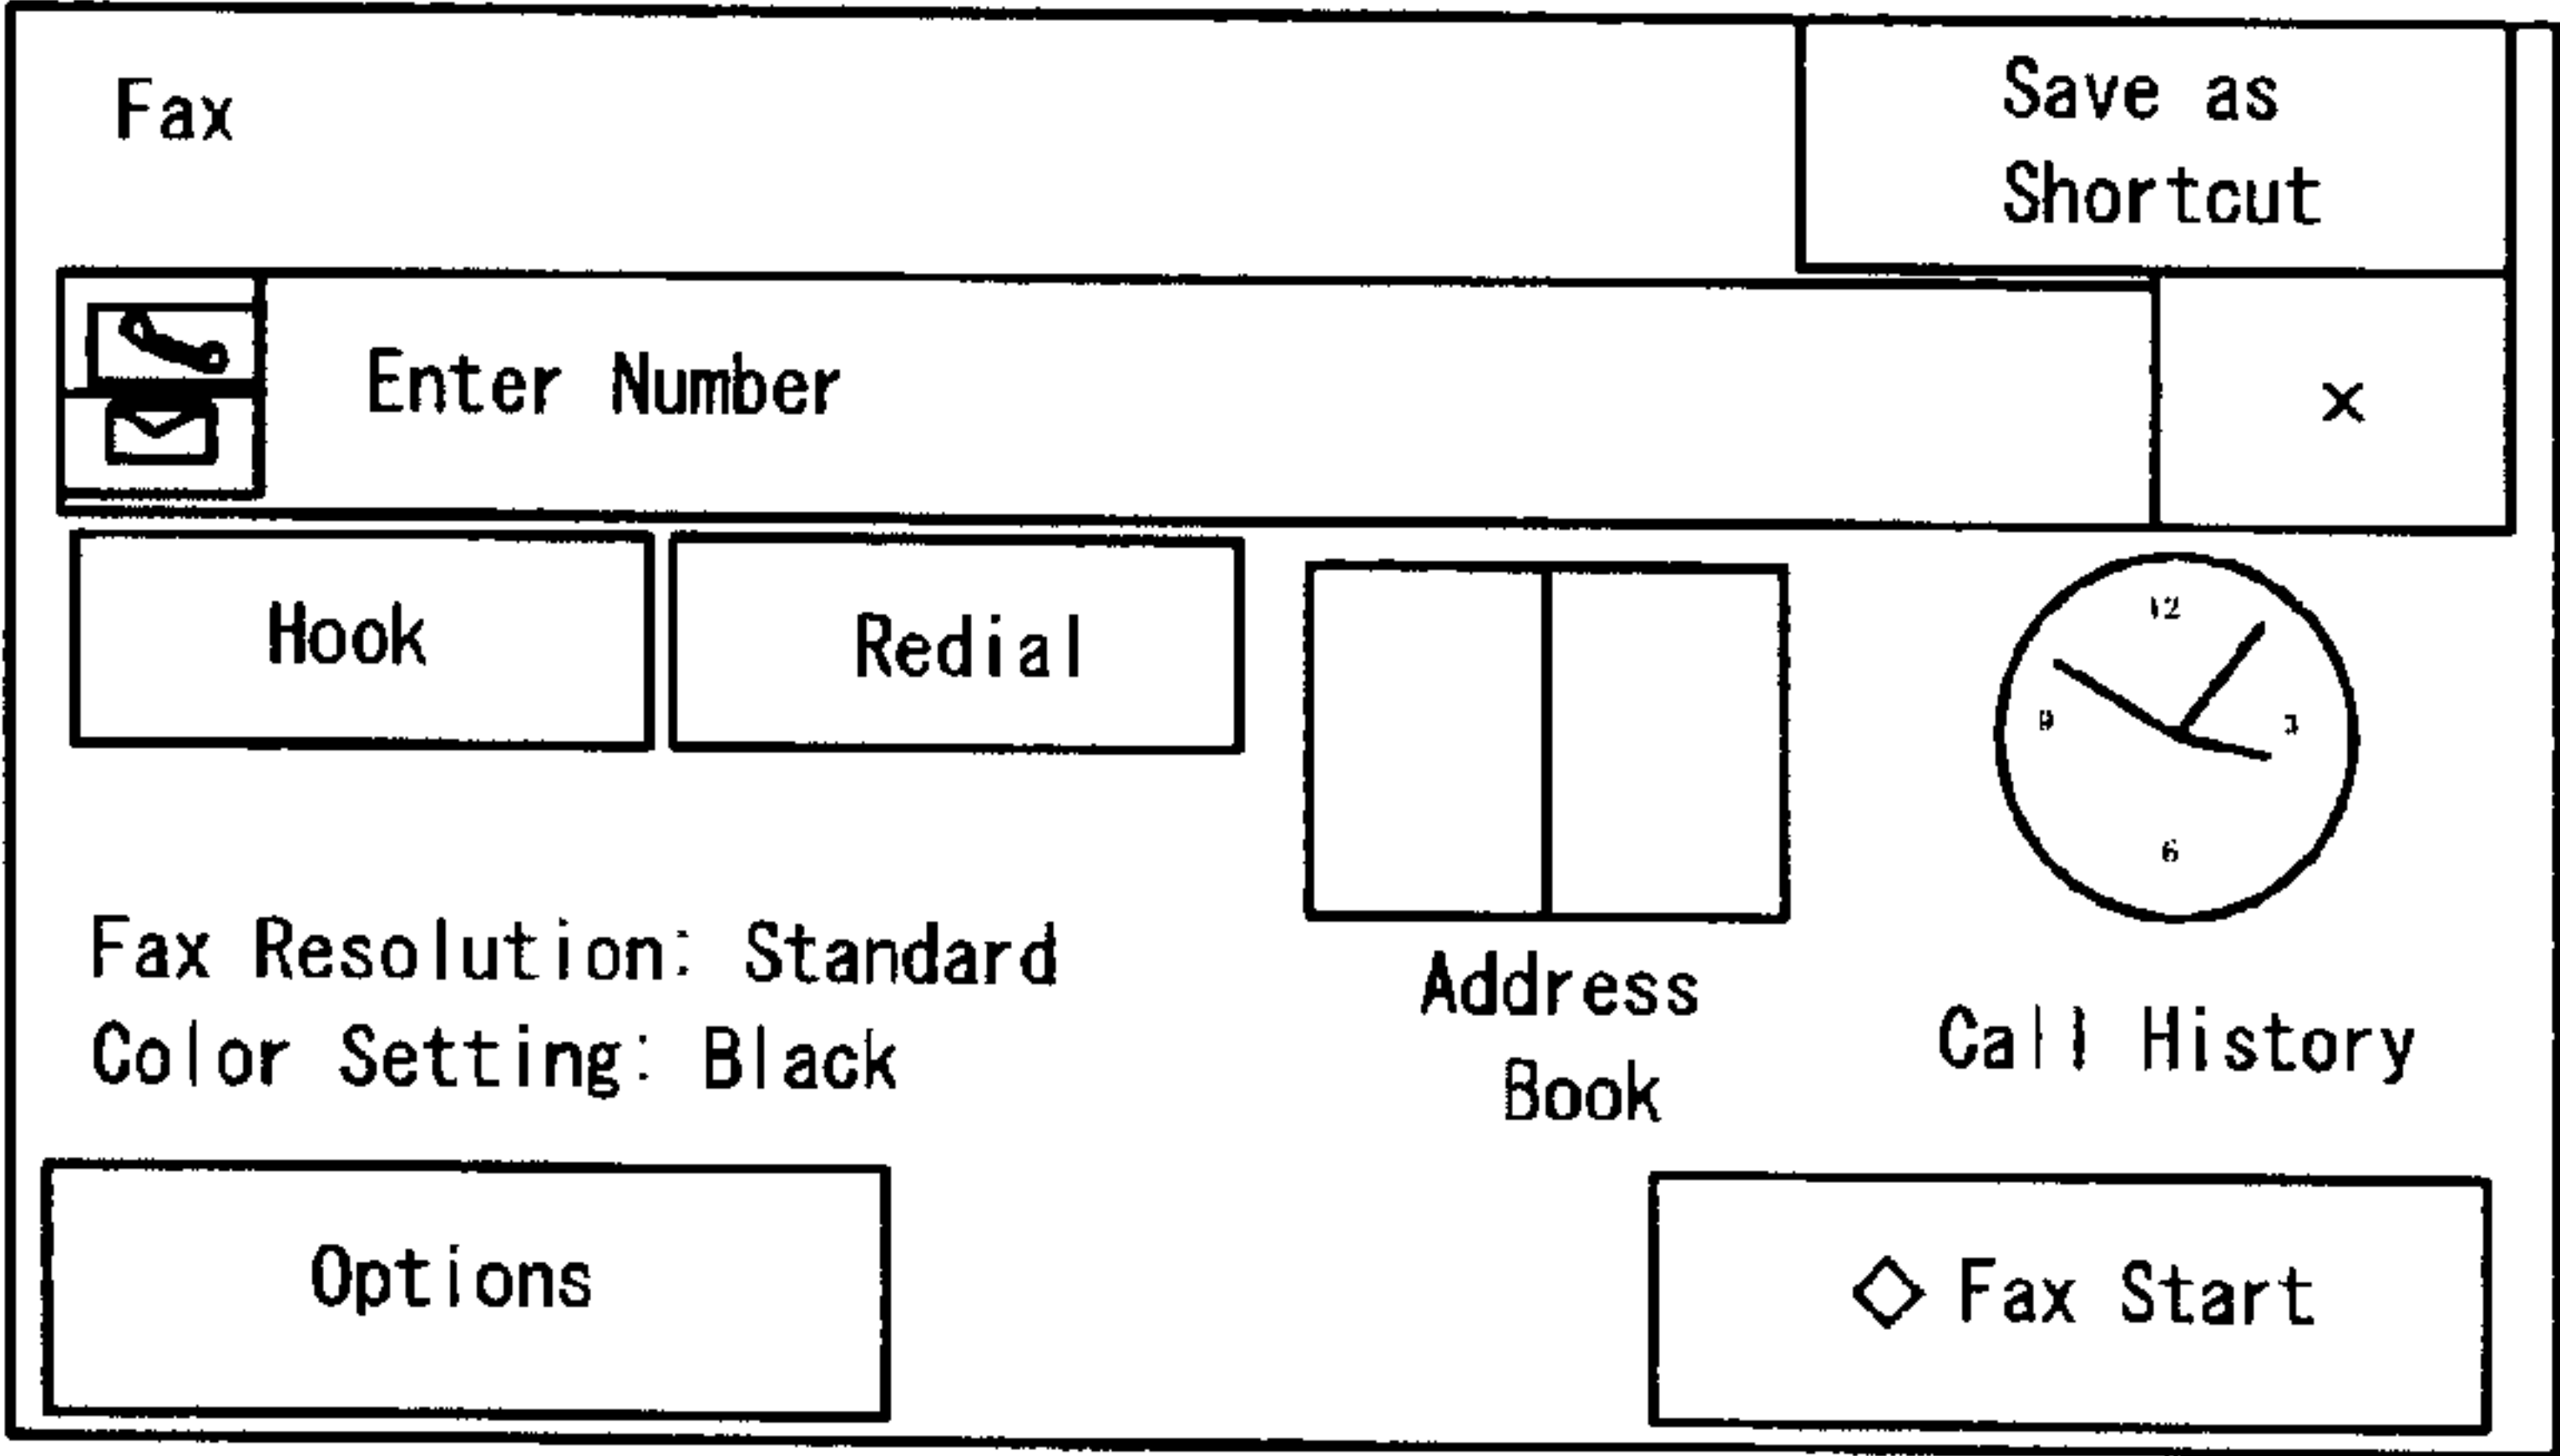 Fax
Save as
Shortcut
Enter Number
×
Hook
Redial
12
9
3
6
Fax Resolution: Standard
Color Setting: Black
Address
Book
Call History
Options
◇ Fax Start